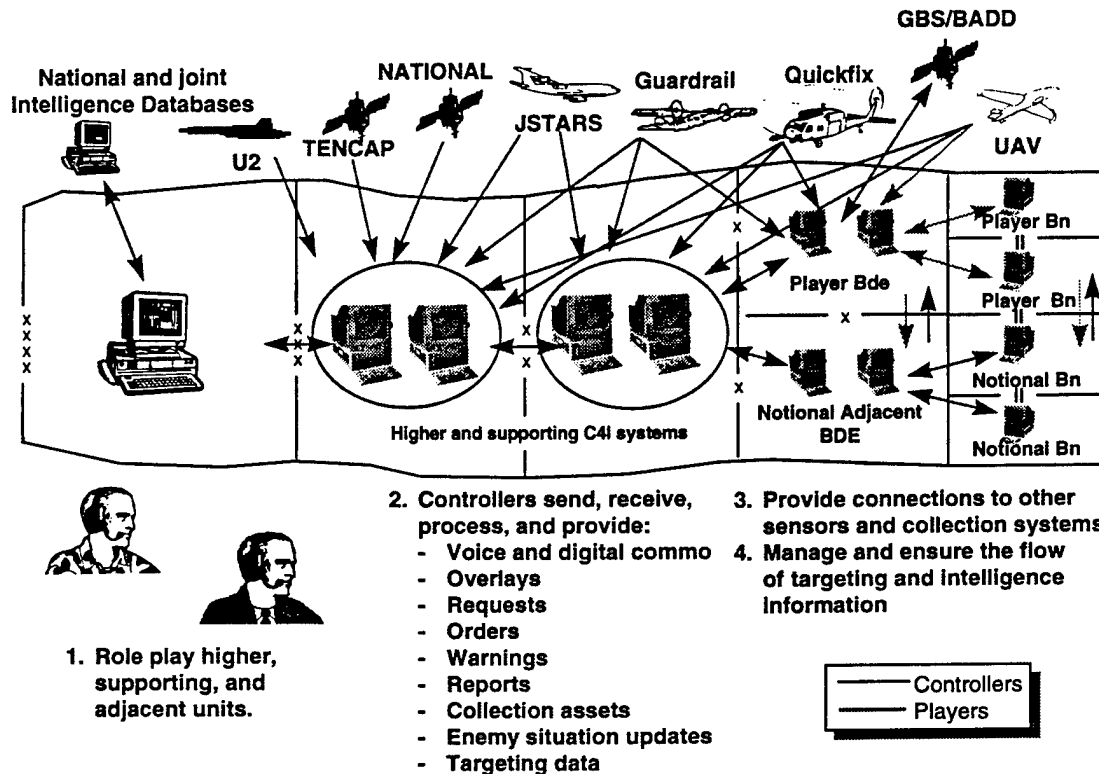 GBS/BADD
National and joint
Intelligence Databases
NATIONAL
Guardrail
Quickfix
U2
TENCAP
JSTARS
UAV
x
x
x
x
x
x
x
x
x
x
x
x
Player Bde
Notional Adjacent
BDE
Player Bn
Player Bn
Notional Bn
Notional Bn
Higher and supporting C4I systems
1. Role play higher,
supporting, and
adjacent units.
2. Controllers send, receive,
process, and provide:
- Voice and digital commo
- Overlays
- Requests
- Orders
- Warnings
- Reports
- Collection assets
- Enemy situation updates
- Targeting data
3. Provide connections to other
sensors and collection systems
4. Manage and ensure the flow
of targeting and intelligence
information
Controllers
Players